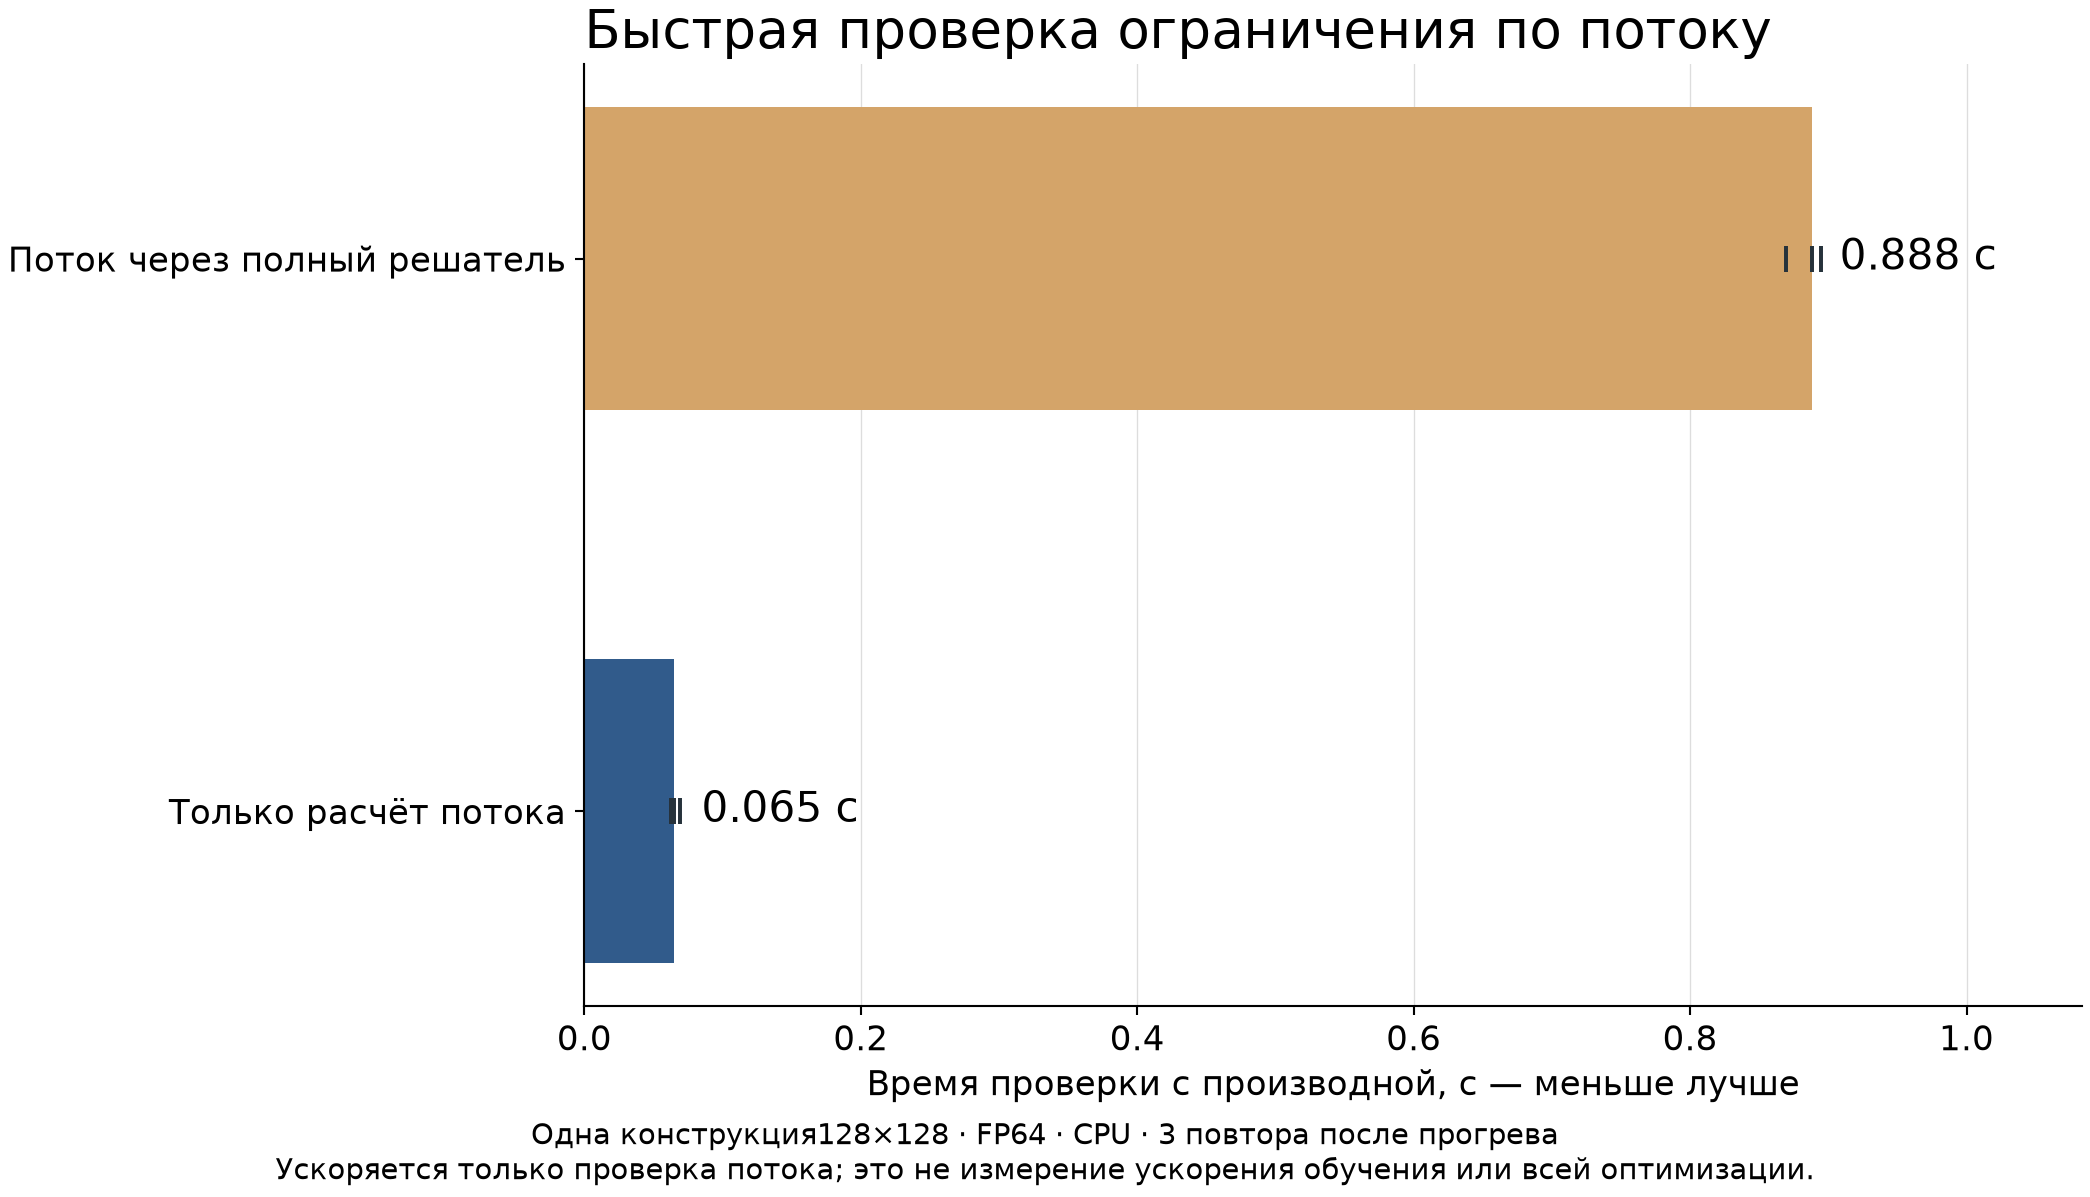 Быстрая проверка ограничения по потоку
Поток через полный решатель
0.888 с
Только расчёт потока
0.065 с
0.0 0.2 0.4 0.6 0.8 1.0
Время проверки с производной, с — меньше лучше
Одна конструкция128×128 · FP64 · CPU · 3 повтора после прогрева
Ускоряется только проверка потока; это не измерение ускорения обучения или всей оптимизации.